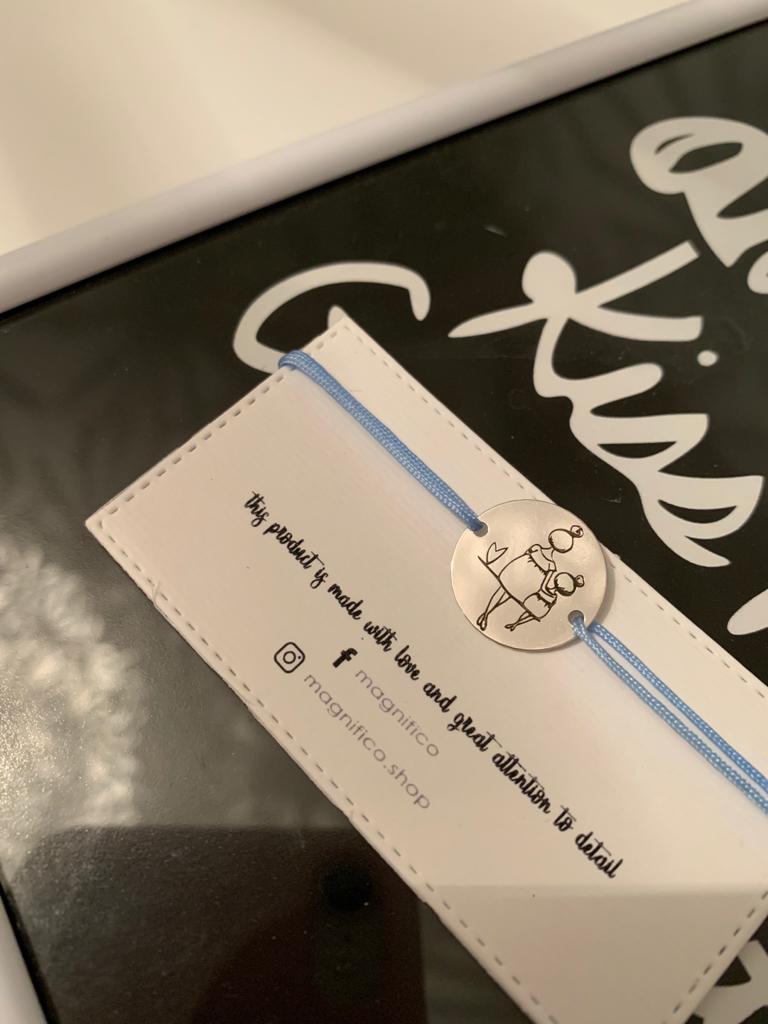 Kiss
this product is made with love and great attention to detail
magnifico
magnifico.shop